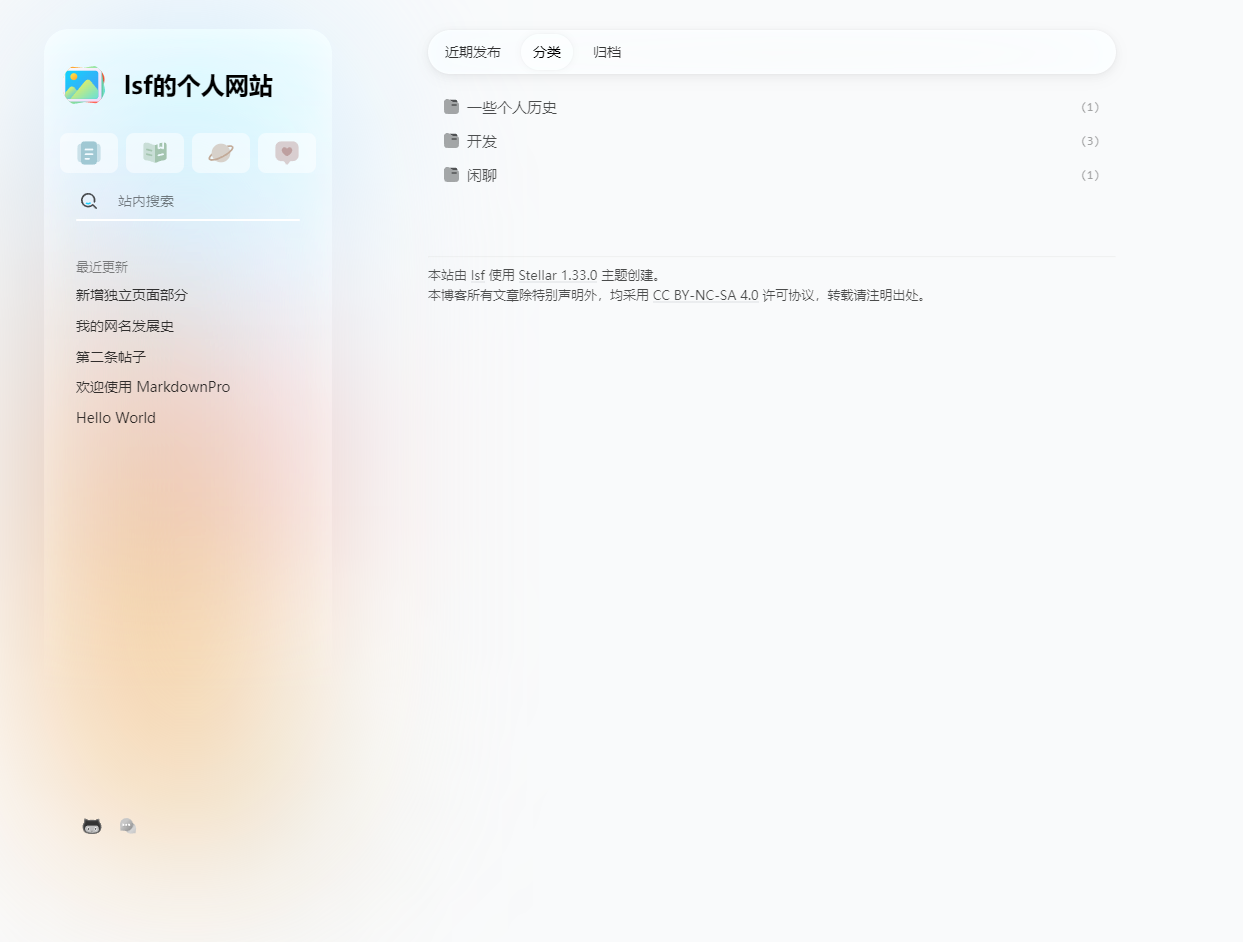 lsf的个人网站
站内搜索
最近更新
新增独立页面部分
我的网名发展史
第二条帖子
欢迎使用 MarkdownPro
Hello World
近期发布 分类 归档
一些个人历史 (1)
开发 (3)
闲聊 (1)
本站由 lsf 使用 Stellar 1.33.0 主题创建。
本博客所有文章除特别声明外，均采用 CC BY-NC-SA 4.0 许可协议，转载请注明出处。